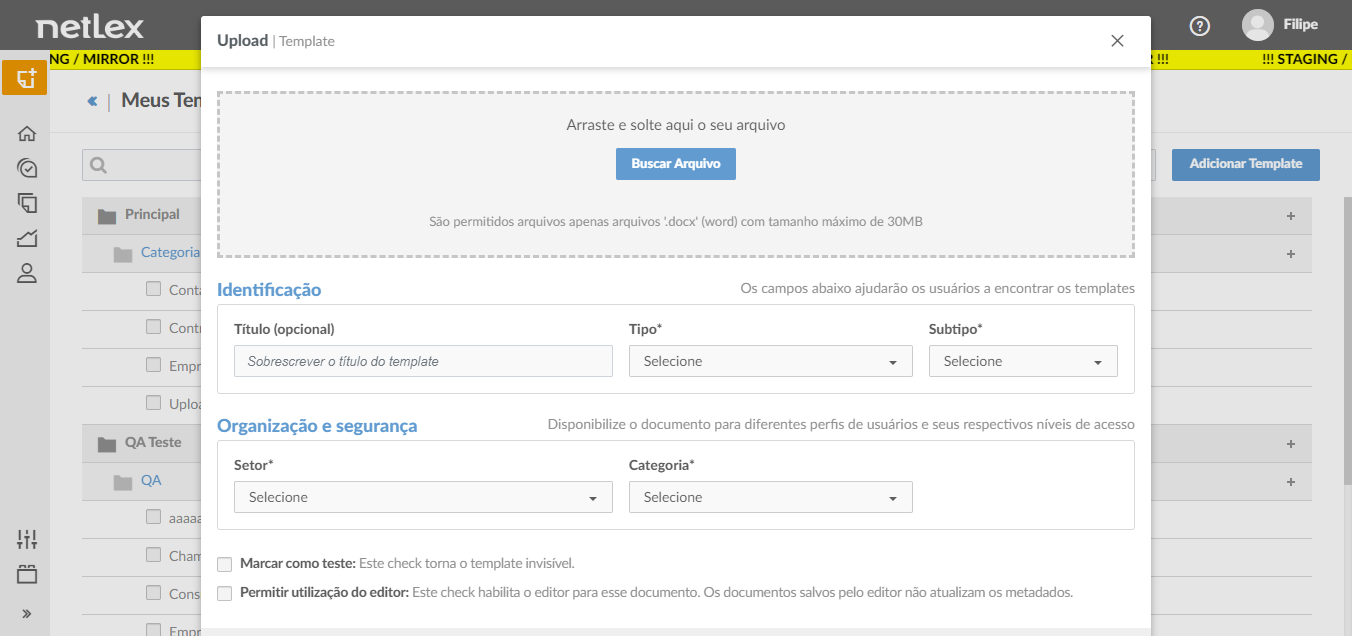 netlex
Filipe
NG / MIRROR !!!
!!!
!!! STAGING /
Upload | Template
Meus Tem
Arraste e solte aqui o seu arquivo
Buscar Arquivo
São permitidos arquivos apenas arquivos '.docx' (word) com tamanho máximo de 30MB
Adicionar Template
Principal
Categoria
Conta
Contr
Empr
Uploa
QA Teste
QA
aaaaa
Cham
Cons
Empr
Identificação
Os campos abaixo ajudarão os usuários a encontrar os templates
Título (opcional)
Tipo*
Subtipo*
Sobrescrever o título do template
Selecione
Selecione
Organização e segurança
Disponibilize o documento para diferentes perfis de usuários e seus respectivos níveis de acesso
Setor*
Categoria*
Selecione
Selecione
Marcar como teste: Este check torna o template invisível.
Permitir utilização do editor: Este check habilita o editor para esse documento. Os documentos salvos pelo editor não atualizam os metadados.